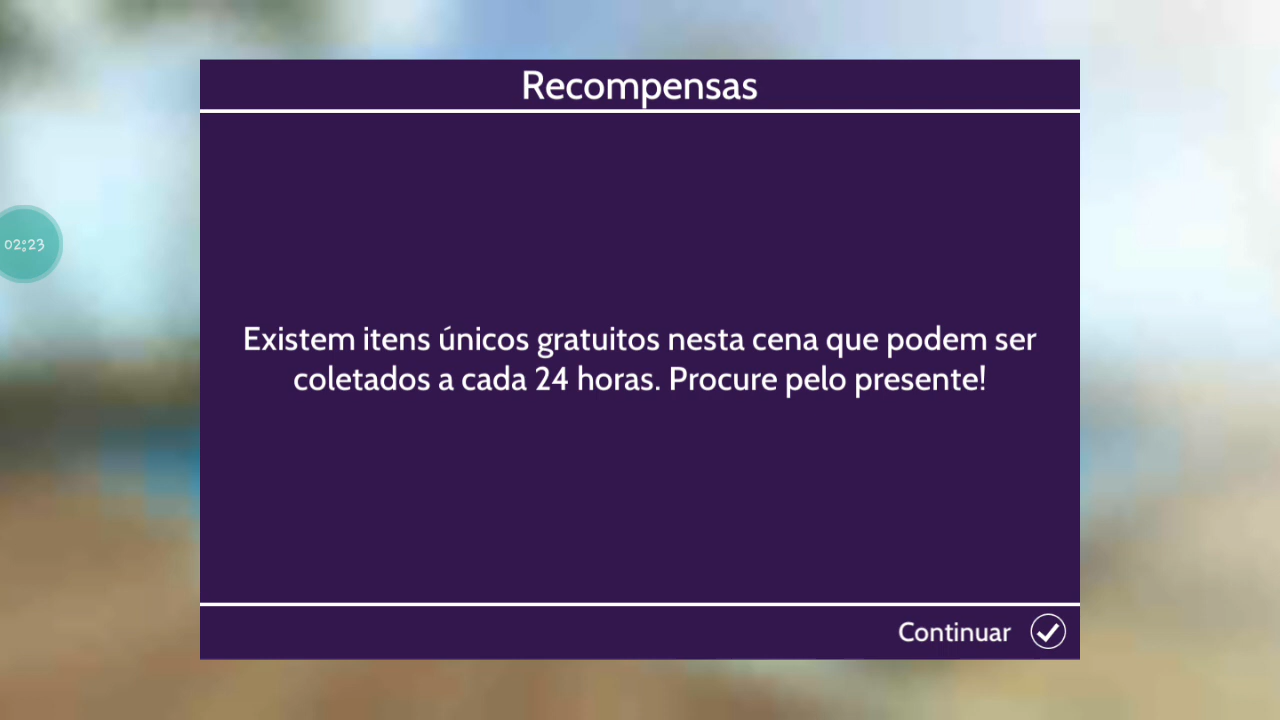 Recompensas
02:23
Existem itens únicos gratuitos nesta cena que podem ser
coletados a cada 24 horas. Procure pelo presente!
Continuar